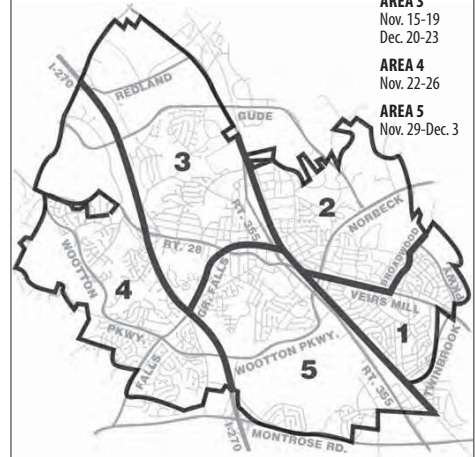 AREA 3
Nov. 15-19
Dec. 20-23
AREA 4
Nov. 22-26
AREA 5
Nov. 29-Dec. 3
I-270
REDLAND
GUDE
3
2
RT. 355
NORBECK
WOOTTON
RT. 28
GR. FALLS
BROADWOOD
PKWY.
4
VEIRS MILL
1
PKWY.
WOOTTON PKWY.
TWINBROOK
FALLS
5
RT. 355
I-270
MONTROSE RD.